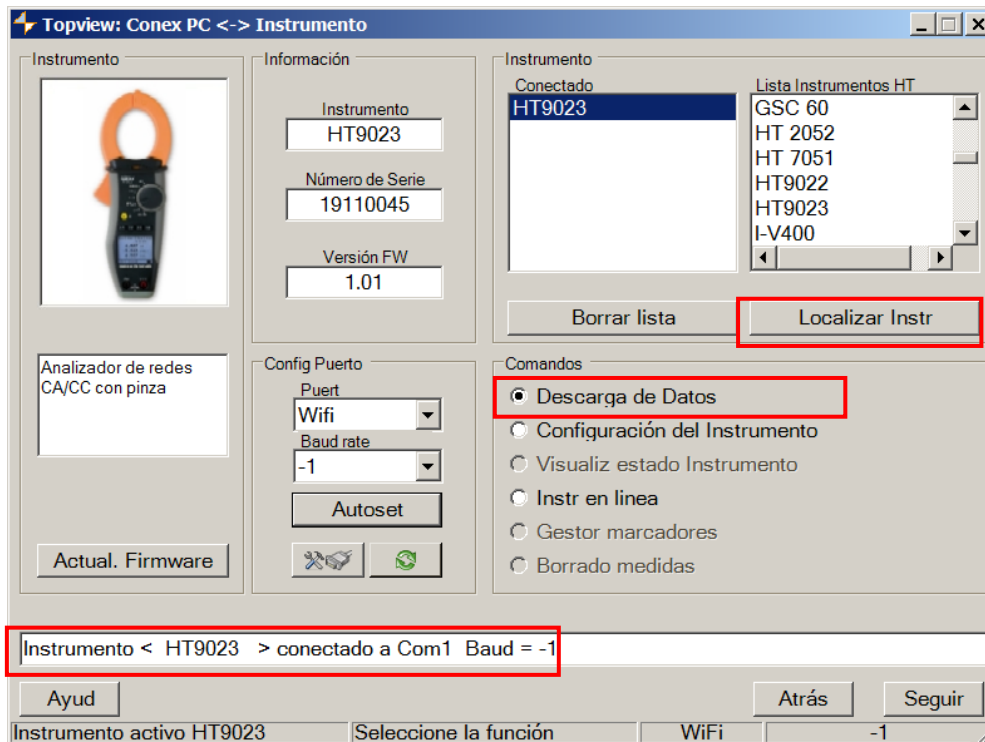 Topview: Conex PC <-> Instrumento
Instrumento
Analizador de redes
CA/CC con pinza
Actual. Firmware
Información
Instrumento
HT9023
Número de Serie
19110045
Versión FW
1.01
Config Puerto
Puert
Wifi
Baud rate
-1
Autoset
Instrumento
Conectado
HT9023
Lista Instrumentos HT
GSC 60
HT 2052
HT 7051
HT9022
HT9023
I-V400
Borrar lista
Localizar Instr
Comandos
Descarga de Datos
Configuración del Instrumento
Visualiz estado Instrumento
Instr en linea
Gestor marcadores
Borrado medidas
Instrumento < HT9023 > conectado a Com1 Baud = -1
Ayud
Atrás
Seguir
Instrumento activo HT9023
Seleccione la función
WiFi
-1